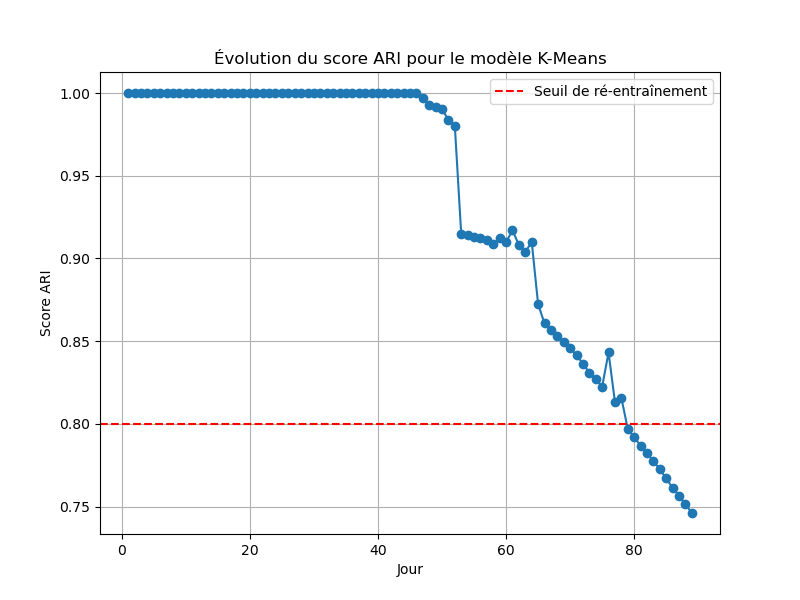 Évolution du score ARI pour le modèle K-Means
Seuil de ré-entraînement
1.00
0.95
0.90
0.85
0.80
0.75
Score ARI
0 20 40 60 80
Jour